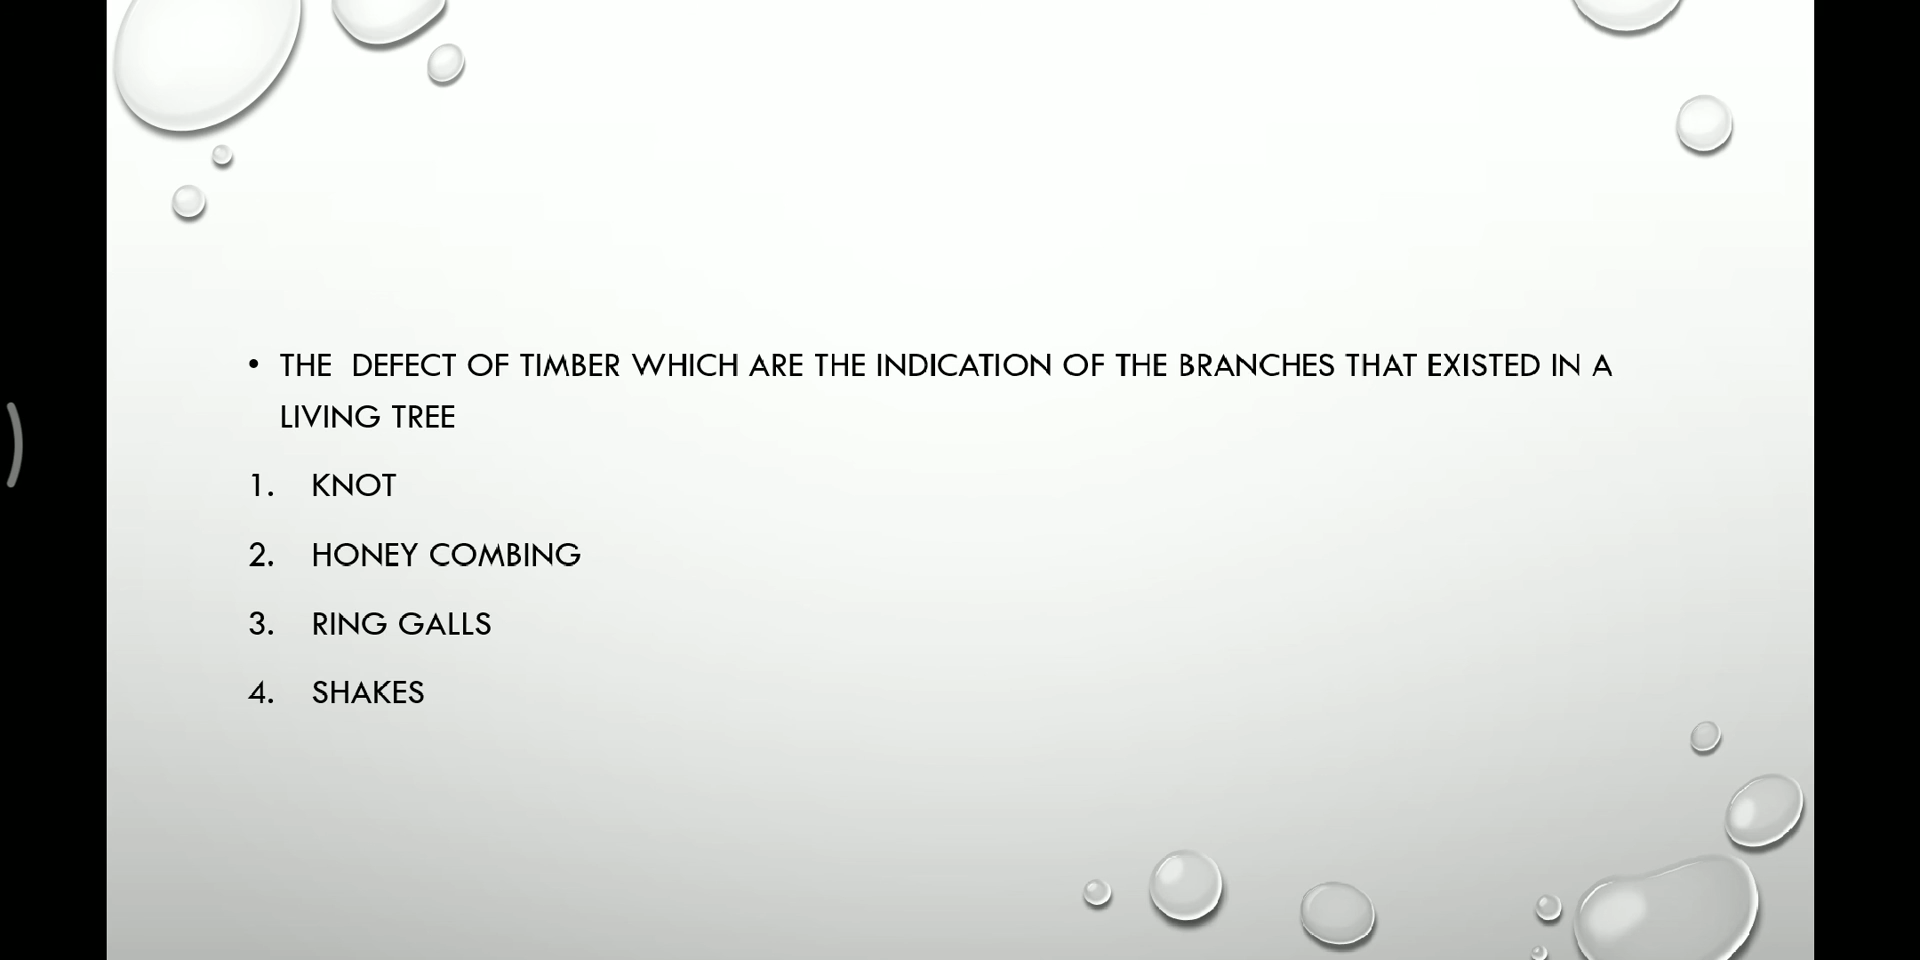 • THE DEFECT OF TIMBER WHICH ARE THE INDICATION OF THE BRANCHES THAT EXISTED IN A
LIVING TREE
1. KNOT
2. HONEY COMBING
3. RING GALLS
4. SHAKES